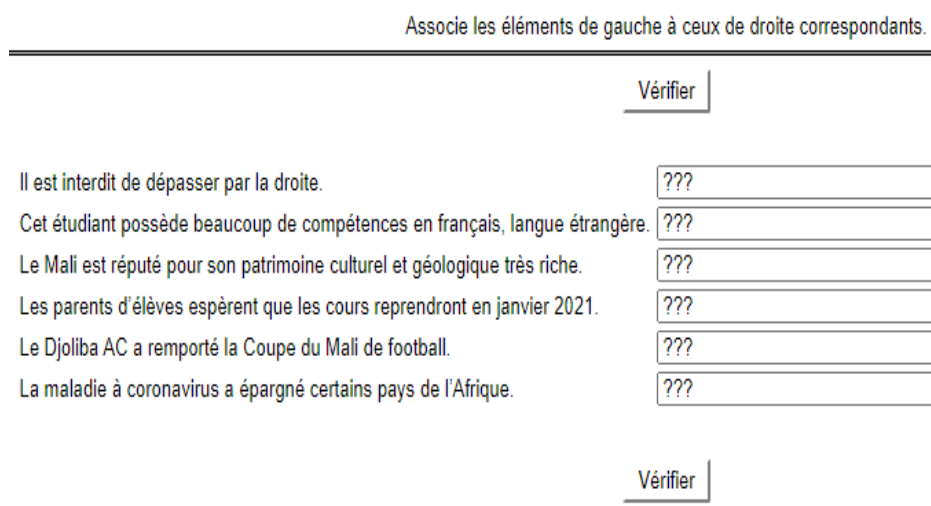 Associe les éléments de gauche à ceux de droite correspondants.
Vérifier
Il est interdit de dépasser par la droite. ???
Cet étudiant possède beaucoup de compétences en français, langue étrangère. ???
Le Mali est réputé pour son patrimoine culturel et géologique très riche. ???
Les parents d'élèves espèrent que les cours reprendront en janvier 2021. ???
Le Djoliba AC a remporté la Coupe du Mali de football. ???
La maladie à coronavirus a épargné certains pays de l'Afrique. ???
Vérifier